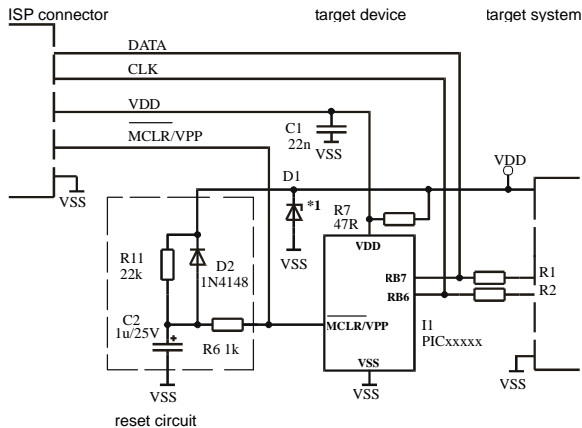 ISP connector
target device
target system
DATA
CLK
VDD
MCLR/VPP
C1
22n
VSS
VSS
VDD
D1
*1
R7
47R
VSS
VDD
R11
22k
D2
1N4148
RB7
RB6
R1
R2
C2
1u/25V
+
R6 1k
MCLR/VPP
I1
PICxxxxx
VSS
VSS
VSS
VSS
reset circuit